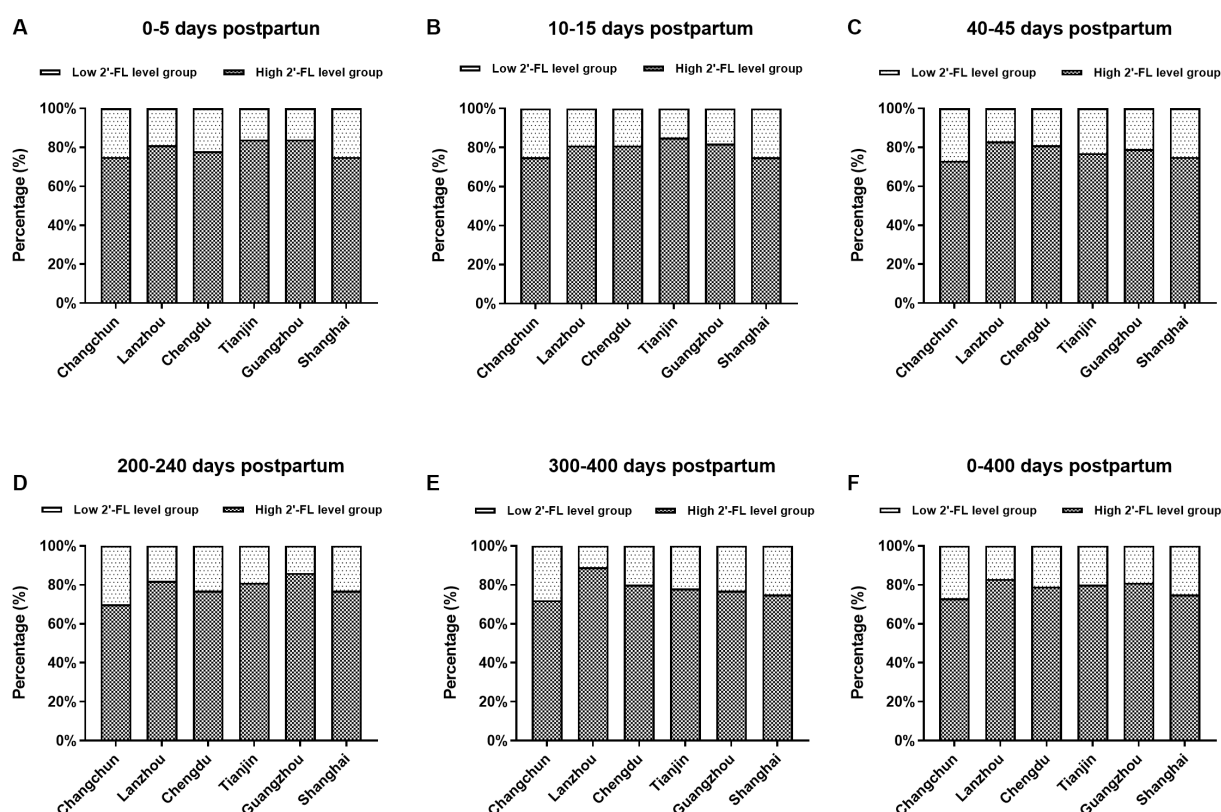 A
0-5 days postpartun
Low 2'-FL level group
High 2'-FL level group
Percentage (%)
100%
80%
60%
40%
20%
0%
Changchun
Lanzhou
Chengdu
Tianjin
Guangzhou
Shanghai
B
10-15 days postpartum
Low 2'-FL level group
High 2'-FL level group
Percentage (%)
100%
80%
60%
40%
20%
0%
Changchun
Lanzhou
Chengdu
Tianjin
Guangzhou
Shanghai
C
40-45 days postpartum
Low 2'-FL level group
High 2'-FL level group
Percentage (%)
100%
80%
60%
40%
20%
0%
Changchun
Lanzhou
Chengdu
Tianjin
Guangzhou
Shanghai
D
200-240 days postpartum
Low 2'-FL level group
High 2'-FL level group
Percentage (%)
100%
80%
60%
40%
20%
0%
Changchun
Lanzhou
Chengdu
Tianjin
Guangzhou
Shanghai
E
300-400 days postpartum
Low 2'-FL level group
High 2'-FL level group
Percentage (%)
100%
80%
60%
40%
20%
0%
Changchun
Lanzhou
Chengdu
Tianjin
Guangzhou
Shanghai
F
0-400 days postpartum
Low 2'-FL level group
High 2'-FL level group
Percentage (%)
100%
80%
60%
40%
20%
0%
Changchun
Lanzhou
Chengdu
Tianjin
Guangzhou
Shanghai